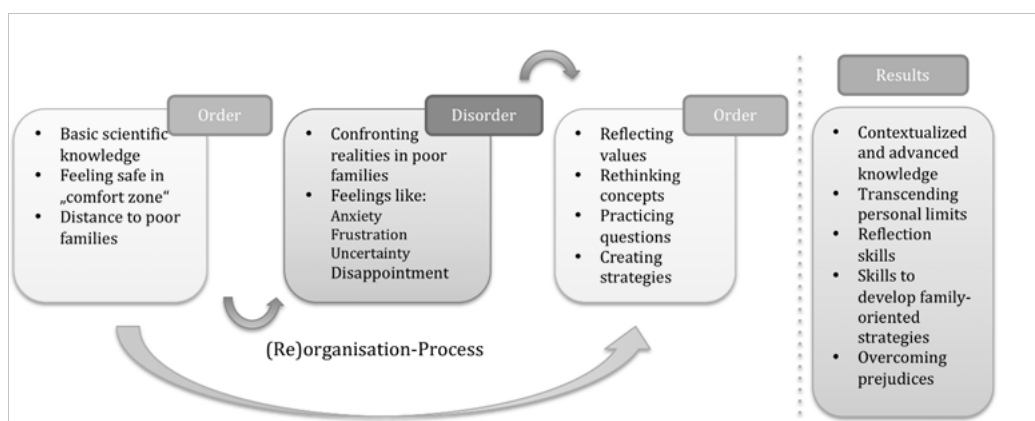 Order
• Basic scientific
knowledge
• Feeling safe in
„comfort zone“
• Distance to poor
families
Disorder
• Confronting
realities in poor
families
• Feelings like:
Anxiety
Frustration
Uncertainty
Disappointment
Order
• Reflecting
values
• Rethinking
concepts
• Practicing
questions
• Creating
strategies
(Re)organisation-Process
Results
• Contextualized
and advanced
knowledge
• Transcending
personal limits
• Reflection
skills
• Skills to
develop family-
oriented
strategies
• Overcoming
prejudices